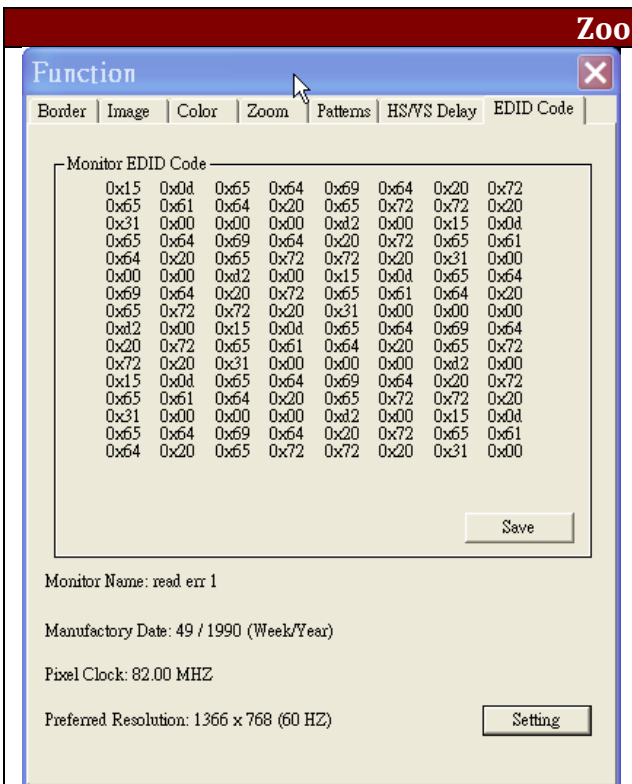 Zoo
Function
Border Image Color Zoom Patterns HS/VS Delay EDID Code
Monitor EDID Code
0x15 0x0d 0x65 0x64 0x69 0x64 0x20 0x72
0x65 0x61 0x64 0x20 0x65 0x72 0x72 0x20
0x31 0x00 0x00 0x00 0xd2 0x00 0x15 0x0d
0x65 0x64 0x69 0x64 0x20 0x72 0x65 0x61
0x64 0x20 0x65 0x72 0x72 0x20 0x31 0x00
0x00 0x00 0xd2 0x00 0x15 0x0d 0x65 0x64
0x69 0x64 0x20 0x72 0x65 0x61 0x64 0x20
0x65 0x72 0x72 0x20 0x31 0x00 0x00 0x00
0xd2 0x00 0x15 0x0d 0x65 0x64 0x69 0x64
0x20 0x72 0x65 0x61 0x64 0x20 0x65 0x72
0x72 0x20 0x31 0x00 0x00 0x00 0xd2 0x00
0x15 0x0d 0x65 0x64 0x69 0x64 0x20 0x72
0x65 0x61 0x64 0x20 0x65 0x72 0x72 0x20
0x31 0x00 0x00 0x00 0xd2 0x00 0x15 0x0d
0x65 0x64 0x69 0x64 0x20 0x72 0x65 0x61
0x64 0x20 0x65 0x72 0x72 0x20 0x31 0x00
Save
Monitor Name: read err 1
Manufactory Date: 49 / 1990 (Week/Year)
Pixel Clock: 82.00 MHZ
Preferred Resolution: 1366 x 768 (60 HZ)
Setting